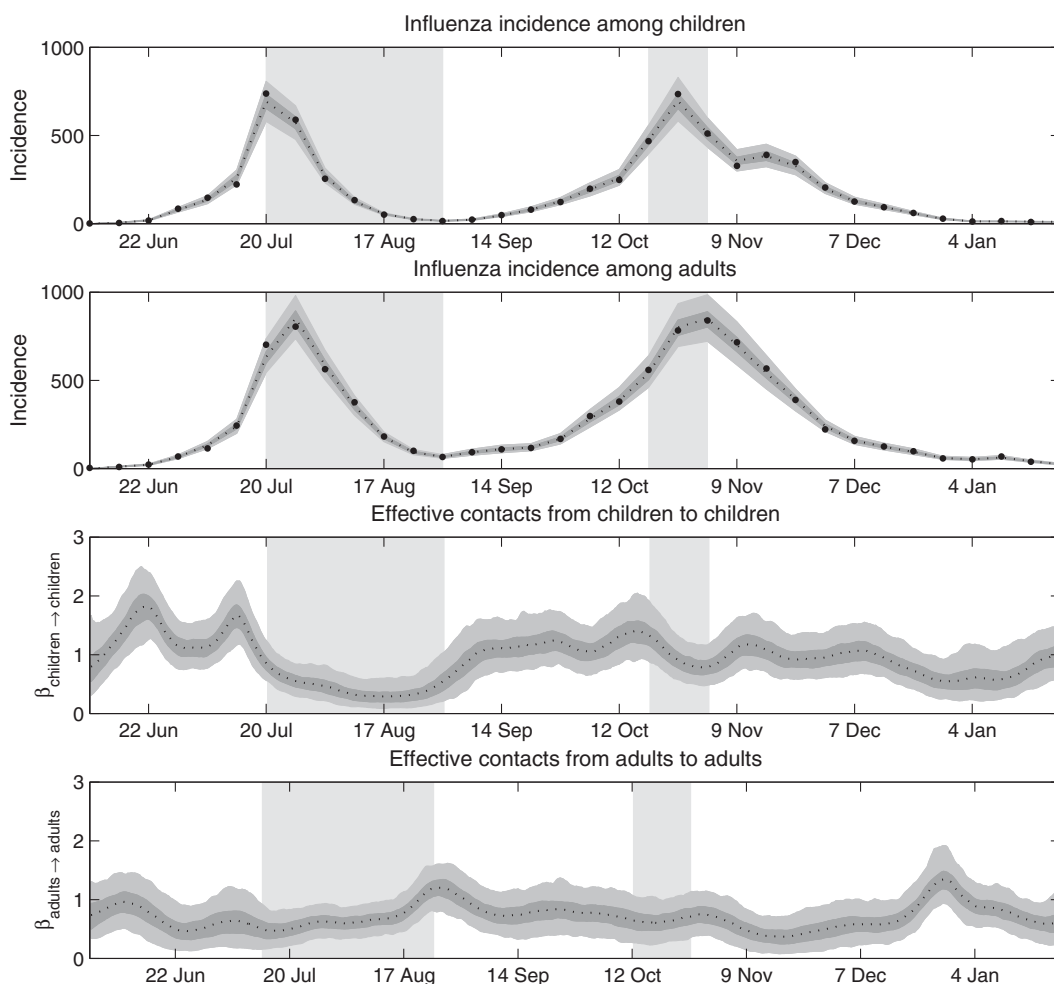 Influenza incidence among children
1000
500
0
Incidence
22 Jun 20 Jul 17 Aug 14 Sep 12 Oct 9 Nov 7 Dec 4 Jan
Influenza incidence among adults
1000
500
0
Incidence
22 Jun 20 Jul 17 Aug 14 Sep 12 Oct 9 Nov 7 Dec 4 Jan
Effective contacts from children to children
3
2
1
0
β children → children
22 Jun 20 Jul 17 Aug 14 Sep 12 Oct 9 Nov 7 Dec 4 Jan
Effective contacts from adults to adults
3
2
1
0
β adults → adults
22 Jun 20 Jul 17 Aug 14 Sep 12 Oct 9 Nov 7 Dec 4 Jan